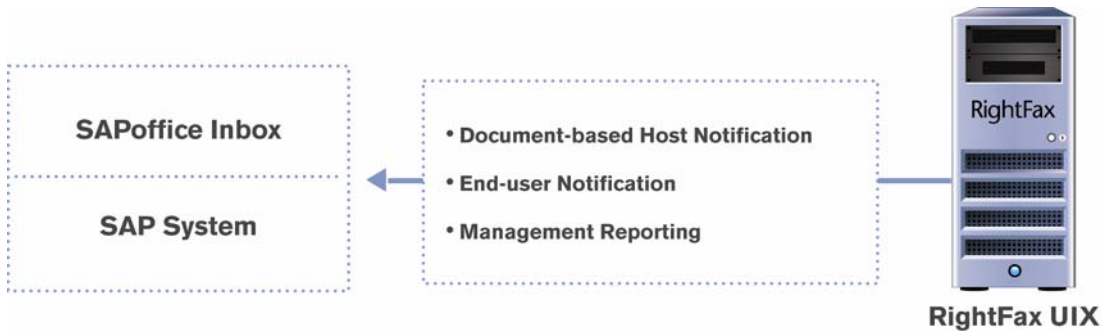 SAPoffice Inbox
SAP System
• Document-based Host Notification
• End-user Notification
• Management Reporting
RightFax
RightFax UIX